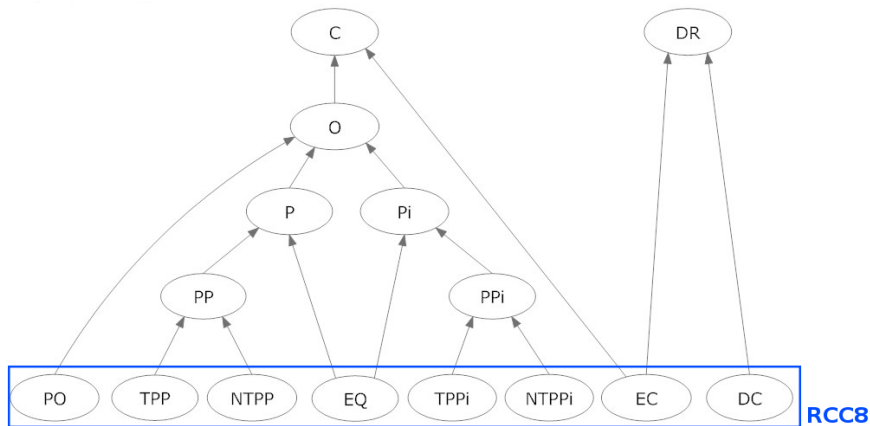 C DR
O
P Pi
PP PPi
PO TPP NTPP EQ TPPi NTPPi EC DC
RCC8